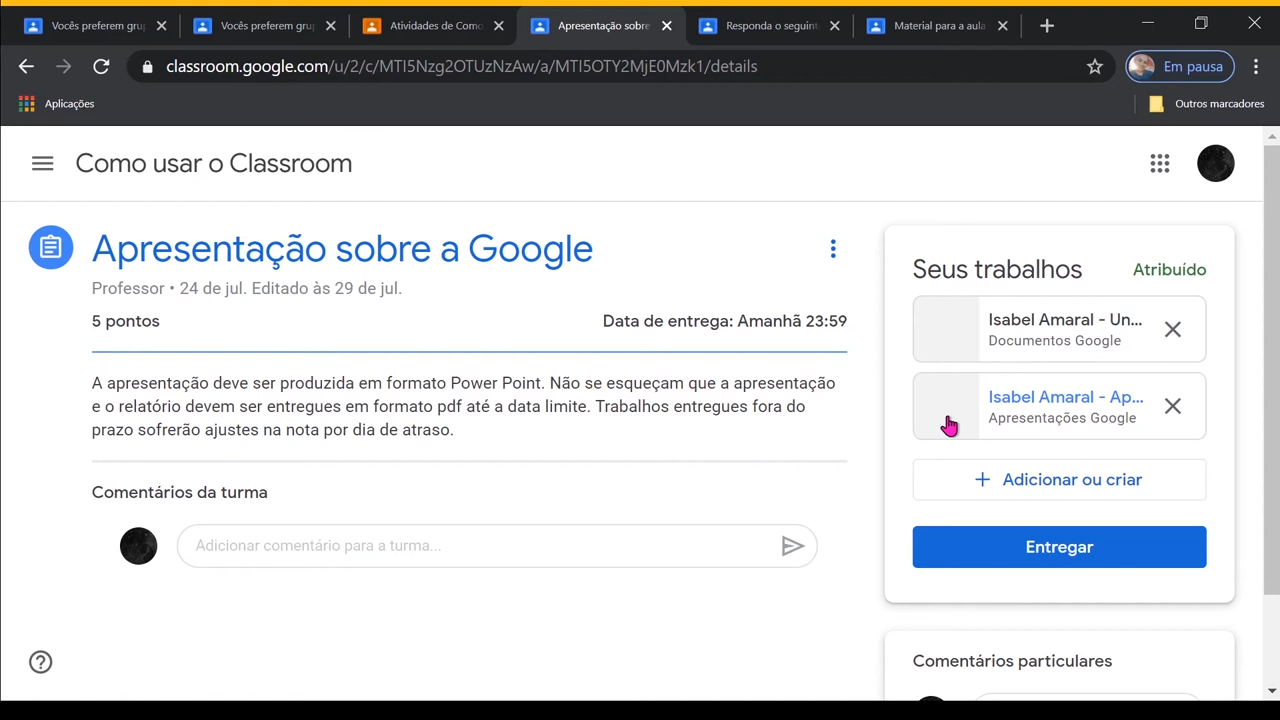 Vocês preferem gru
Vocês preferem gru
Atividades de Como
Apresentação sobre
Responda o seguint
Material para a aula
classroom.google.com/u/2/c/MTI5Nzg2OTUzNzAw/a/MTI5OTY2MjE0Mzk1/details
Em pausa
Aplicações
Outros marcadores
Como usar o Classroom
Apresentação sobre a Google
Professor • 24 de jul. Editado às 29 de jul.
5 pontos
Data de entrega: Amanhã 23:59
A apresentação deve ser produzida em formato Power Point. Não se esqueçam que a apresentação
e o relatório devem ser entregues em formato pdf até a data limite. Trabalhos entregues fora do
prazo sofrerão ajustes na nota por dia de atraso.
Comentários da turma
Adicionar comentário para a turma...
Seus trabalhos
Atribuído
Isabel Amaral - Un...
Documentos Google
Isabel Amaral - Ap...
Apresentações Google
+ Adicionar ou criar
Entregar
Comentários particulares